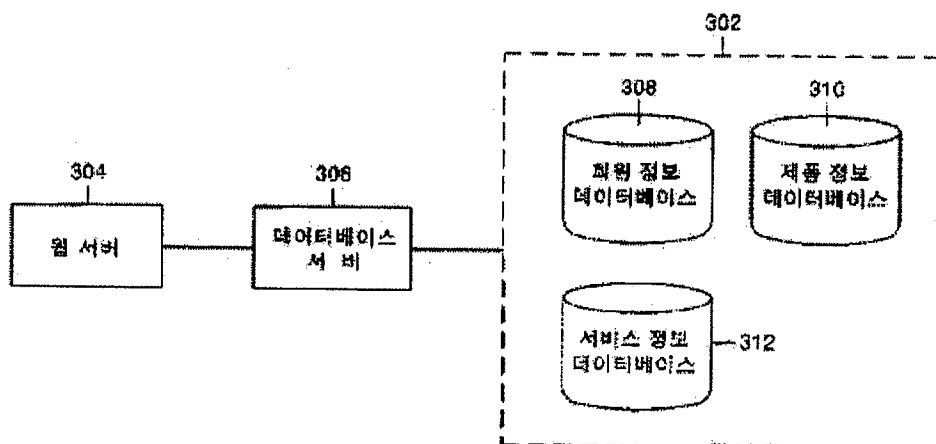 302
308
310
회원 정보
데이터베이스
제품 정보
데이터베이스
304
306
웹 서버
데이터베이스
서 버
서비스 정보
데이터베이스
312